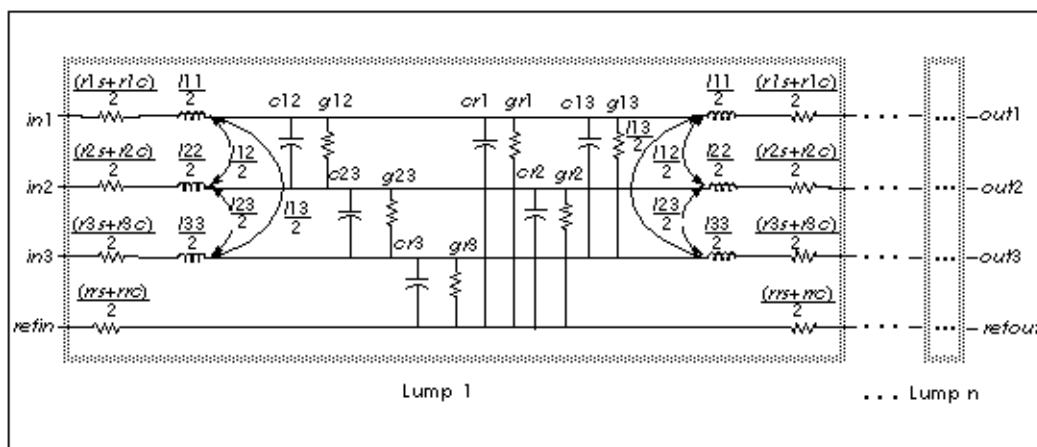 (r1s+r1c) l11 l11 (r1s+r1c)
2 2 2 2
c12 g12 cr1 gr1 c13 g13
in1 out1
l13
2
(r2s+r2c) l22 l12 l12 l22 (r2s+r2c)
2 2 2 2 2 2
in2 c23 g23 cr2 gr2 out2
(r3s+r3c) l33 l23 l13 l23 l33 (r3s+r3c)
2 2 2 2 2 2 2
in3 cr3 gr3 out3
(rrs+rrc) (rrs+rrc)
2 2
refin refout
Lump 1 ... Lump n